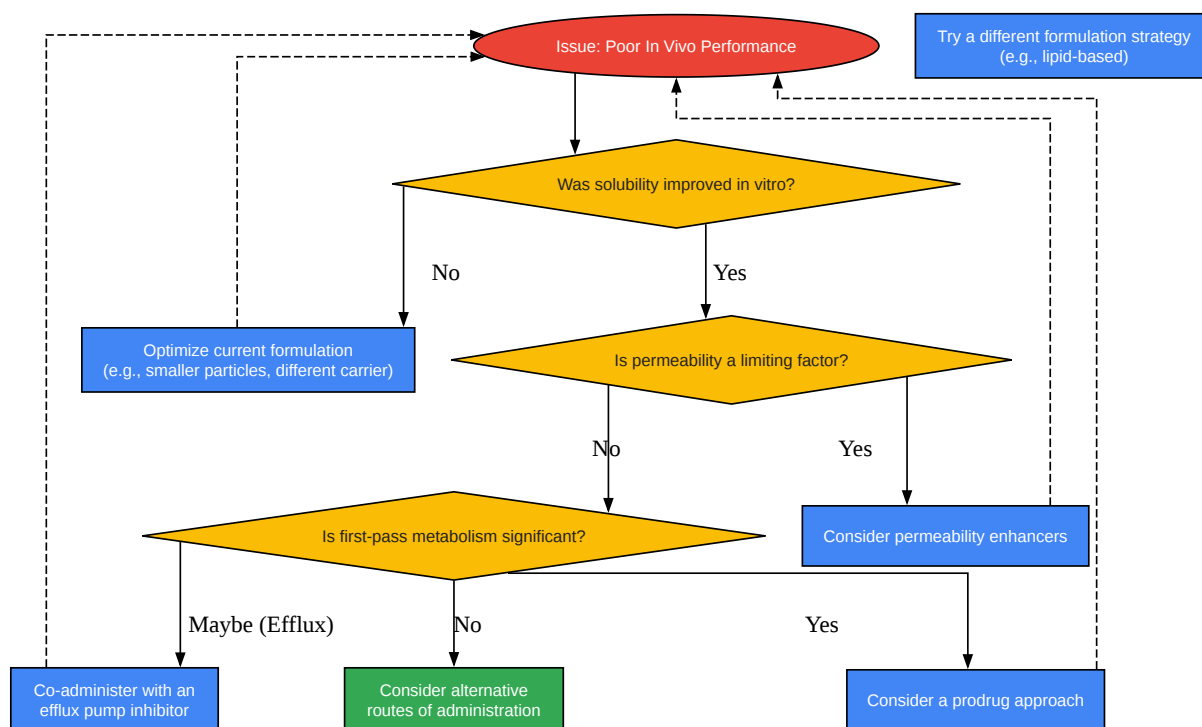 Issue: Poor In Vivo Performance
Try a different formulation strategy
(e.g., lipid-based)
Was solubility improved in vitro?
No
Yes
Optimize current formulation
(e.g., smaller particles, different carrier)
Is permeability a limiting factor?
No
Yes
Is first-pass metabolism significant?
Consider permeability enhancers
Maybe (Efflux)
No
Yes
Co-administer with an
efflux pump inhibitor
Consider alternative
routes of administration
Consider a prodrug approach